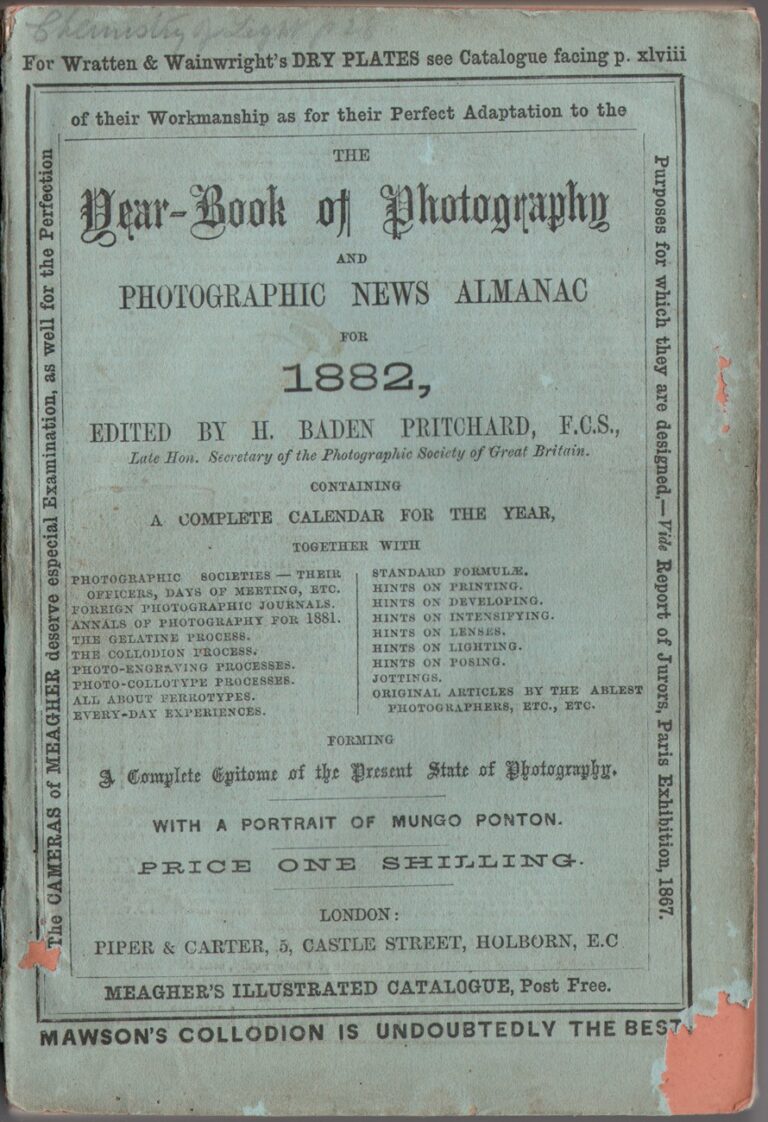 Chemistry of Light p 28
For Wratten & Wainwright's DRY PLATES see Catalogue facing p. xlviii
The CAMERAS of MEAGHER deserve especial Examination, as well for the Perfection
of their Workmanship as for their Perfect Adaptation to the
Purposes for which they are designed,—Vide Report of Jurors, Paris Exhibition, 1867.
THE
Year-Book of Photography
AND
PHOTOGRAPHIC NEWS ALMANAC
FOR
1882,
EDITED BY H. BADEN PRITCHARD, F.C.S.,
Late Hon. Secretary of the Photographic Society of Great Britain.
CONTAINING
A COMPLETE CALENDAR FOR THE YEAR,
TOGETHER WITH
PHOTOGRAPHIC SOCIETIES — THEIR
OFFICERS, DAYS OF MEETING, ETC.
FOREIGN PHOTOGRAPHIC JOURNALS.
ANNALS OF PHOTOGRAPHY FOR 1881.
THE GELATINE PROCESS.
THE COLLODION PROCESS.
PHOTO-ENGRAVING PROCESSES.
PHOTO-COLLOTYPE PROCESSES.
ALL ABOUT FERROTYPES.
EVERY-DAY EXPERIENCES.
STANDARD FORMULÆ.
HINTS ON PRINTING.
HINTS ON DEVELOPING.
HINTS ON INTENSIFYING.
HINTS ON LENSES.
HINTS ON LIGHTING.
HINTS ON POSING.
JOTTINGS.
ORIGINAL ARTICLES BY THE ABLEST
PHOTOGRAPHERS, ETC., ETC.
FORMING
A Complete Epitome of the Present State of Photography.
WITH A PORTRAIT OF MUNGO PONTON.
PRICE ONE SHILLING.
LONDON:
PIPER & CARTER, 5, CASTLE STREET, HOLBORN, E.C
MEAGHER'S ILLUSTRATED CATALOGUE, Post Free.
MAWSON'S COLLODION IS UNDOUBTEDLY THE BEST.